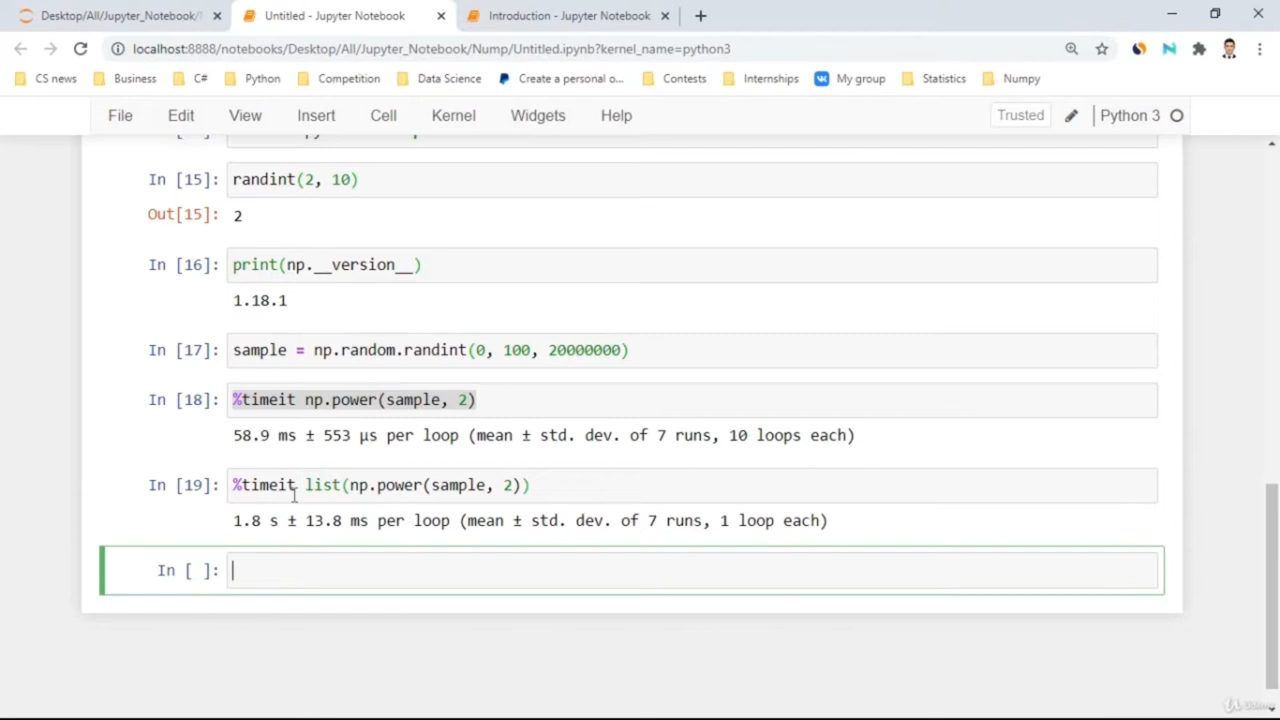 Desktop/All/Jupyter_Notebook/
Untitled - Jupyter Notebook
Introduction - Jupyter Notebook
localhost:8888/notebooks/Desktop/All/Jupyter_Notebook/Nump/Untitled.ipynb?kernel_name=python3
CS news
Business
C#
Python
Competition
Data Science
Create a personal o...
Contests
Internships
My group
Statistics
Numpy
File
Edit
View
Insert
Cell
Kernel
Widgets
Help
Trusted
Python 3
In [15]: randint(2, 10)
Out[15]: 2
In [16]: print(np.__version__)
1.18.1
In [17]: sample = np.random.randint(0, 100, 20000000)
In [18]: %timeit np.power(sample, 2)
58.9 ms ± 553 µs per loop (mean ± std. dev. of 7 runs, 10 loops each)
In [19]: %timeit list(np.power(sample, 2))
1.8 s ± 13.8 ms per loop (mean ± std. dev. of 7 runs, 1 loop each)
In [ ]: